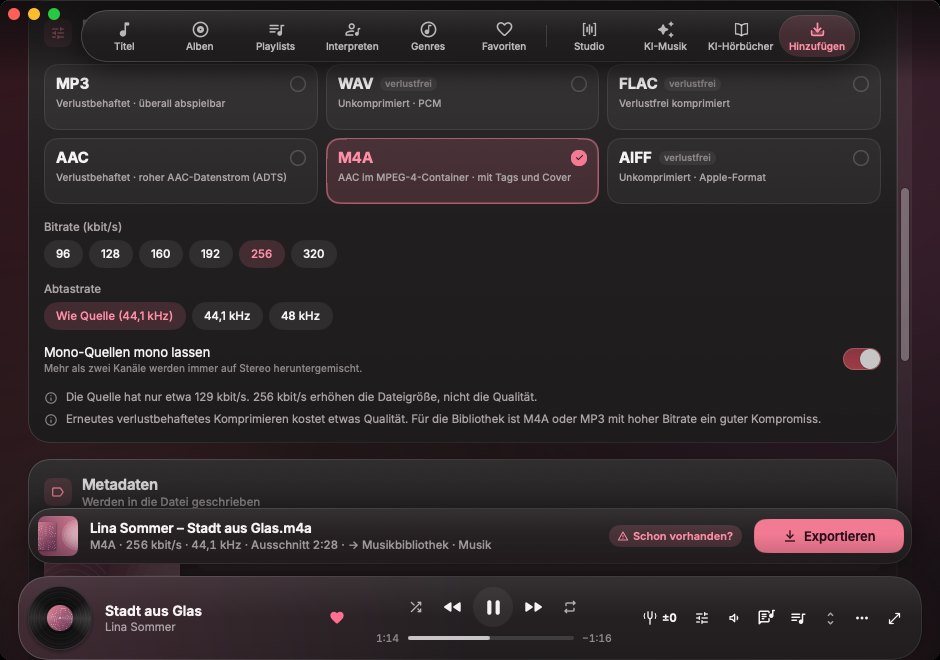 Titel
Alben
Playlists
Interpreten
Genres
Favoriten
Studio
KI-Musik
KI-Hörbücher
Hinzufügen
MP3
Verlustbehaftet · überall abspielbar
WAV verlustfrei
Unkomprimiert · PCM
FLAC verlustfrei
Verlustfrei komprimiert
AAC
Verlustbehaftet · roher AAC-Datenstrom (ADTS)
M4A
AAC im MPEG-4-Container · mit Tags und Cover
AIFF verlustfrei
Unkomprimiert · Apple-Format
Bitrate (kbit/s)
96 128 160 192 256 320
Abtastrate
Wie Quelle (44,1 kHz) 44,1 kHz 48 kHz
Mono-Quellen mono lassen
Mehr als zwei Kanäle werden immer auf Stereo heruntergemischt.
Die Quelle hat nur etwa 129 kbit/s. 256 kbit/s erhöhen die Dateigröße, nicht die Qualität.
Erneutes verlustbehaftetes Komprimieren kostet etwas Qualität. Für die Bibliothek ist M4A oder MP3 mit hoher Bitrate ein guter Kompromiss.
Metadaten
Werden in die Datei geschrieben
Lina Sommer – Stadt aus Glas.m4a
M4A · 256 kbit/s · 44,1 kHz · Ausschnitt 2:28 · → Musikbibliothek · Musik
Schon vorhanden?
Exportieren
Stadt aus Glas
Lina Sommer
1:14
−1:16
±0